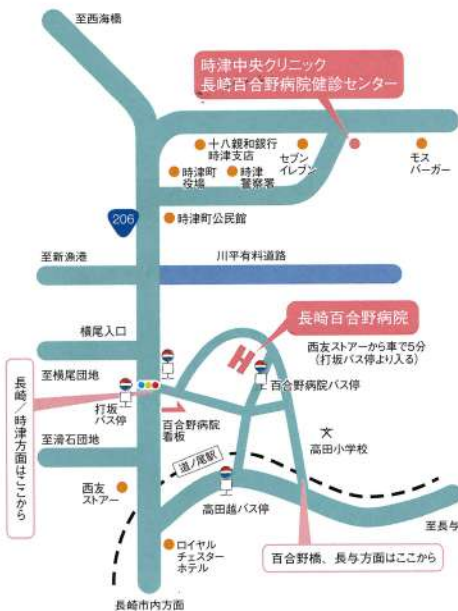 至西海橋
時津中央クリニック
長崎百合野病院健診センター
十八親和銀行
時津支店
セブン
イレブン
モス
バーガー
時津町
役場
時津
警察署
時津町公民館
206
至新漁港
川平有料道路
長崎百合野病院
西友ストアーから車で5分
(打坂バス停より入る)
横尾入口
至横尾団地
百合野病院バス停
打坂
バス停
長崎/時津方面はここから
百合野病院
看板
高田小学校
至滑石団地
道ノ尾駅
西友
ストアー
高田越バス停
至長与
百合野橋、長与方面はここから
ロイヤル
チェスター
ホテル
長崎市内方面